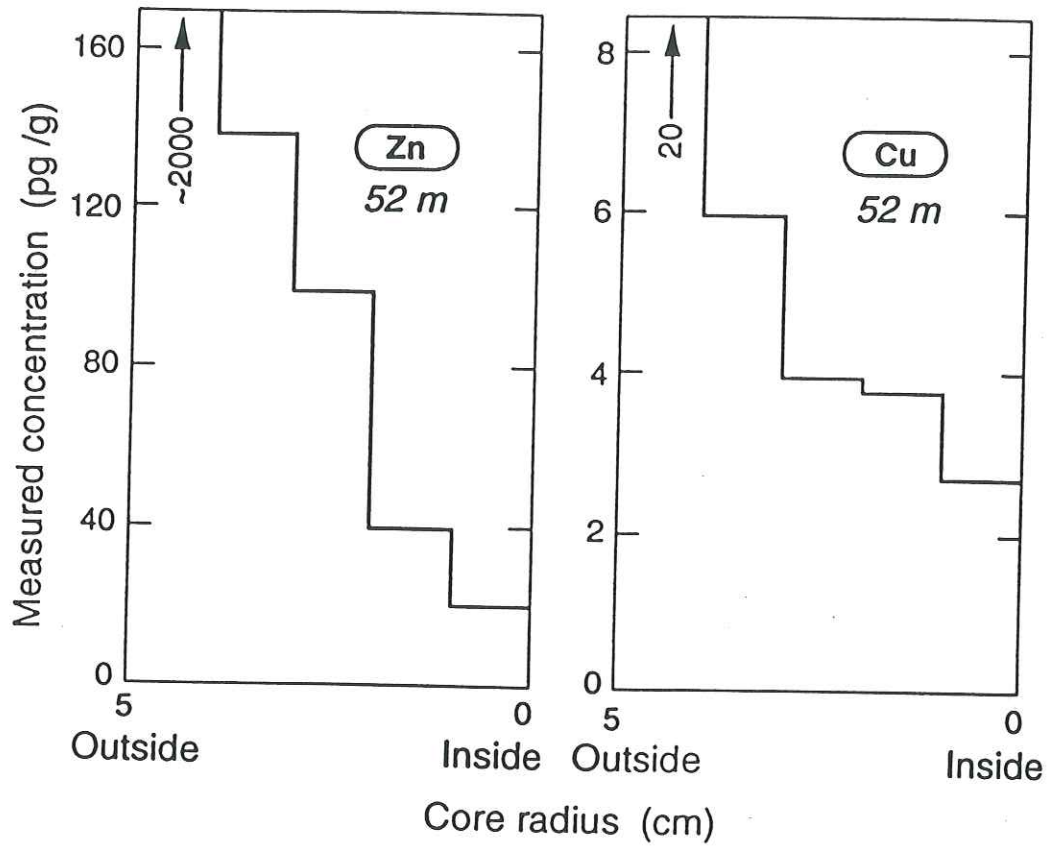 Measured concentration (pg/g)
160
120
80
40
0
~2000
Zn
52 m
5
0
Outside
Inside
8
6
4
2
0
20
Cu
52 m
5
0
Outside
Inside
Core radius (cm)